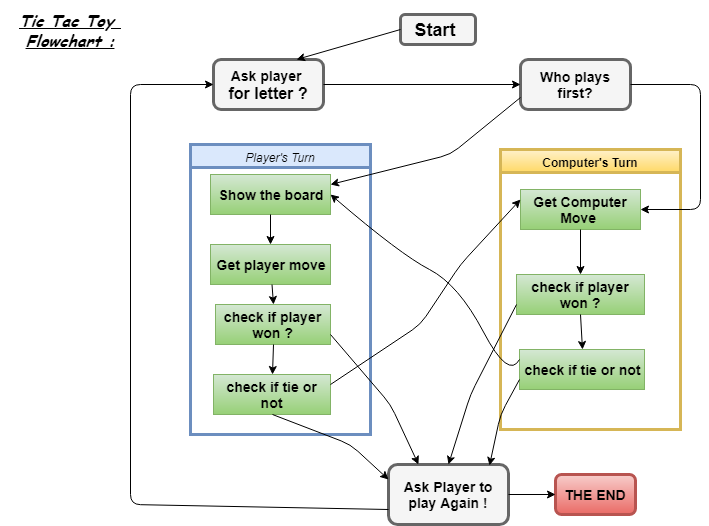 Tic Tac Toy
Flowchart :
Start
Ask player
for letter ?
Who plays
first?
Player's Turn
Show the board
Get player move
check if player
won ?
check if tie or
not
Computer's Turn
Get Computer
Move
check if player
won ?
check if tie or not
Ask Player to
play Again !
THE END